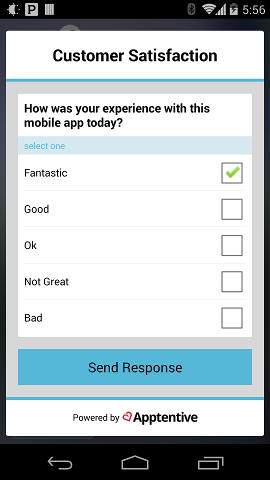 5:56
Customer Satisfaction
How was your experience with this
mobile app today?
select one
Fantastic
Good
Ok
Not Great
Bad
Send Response
Powered by Apptentive